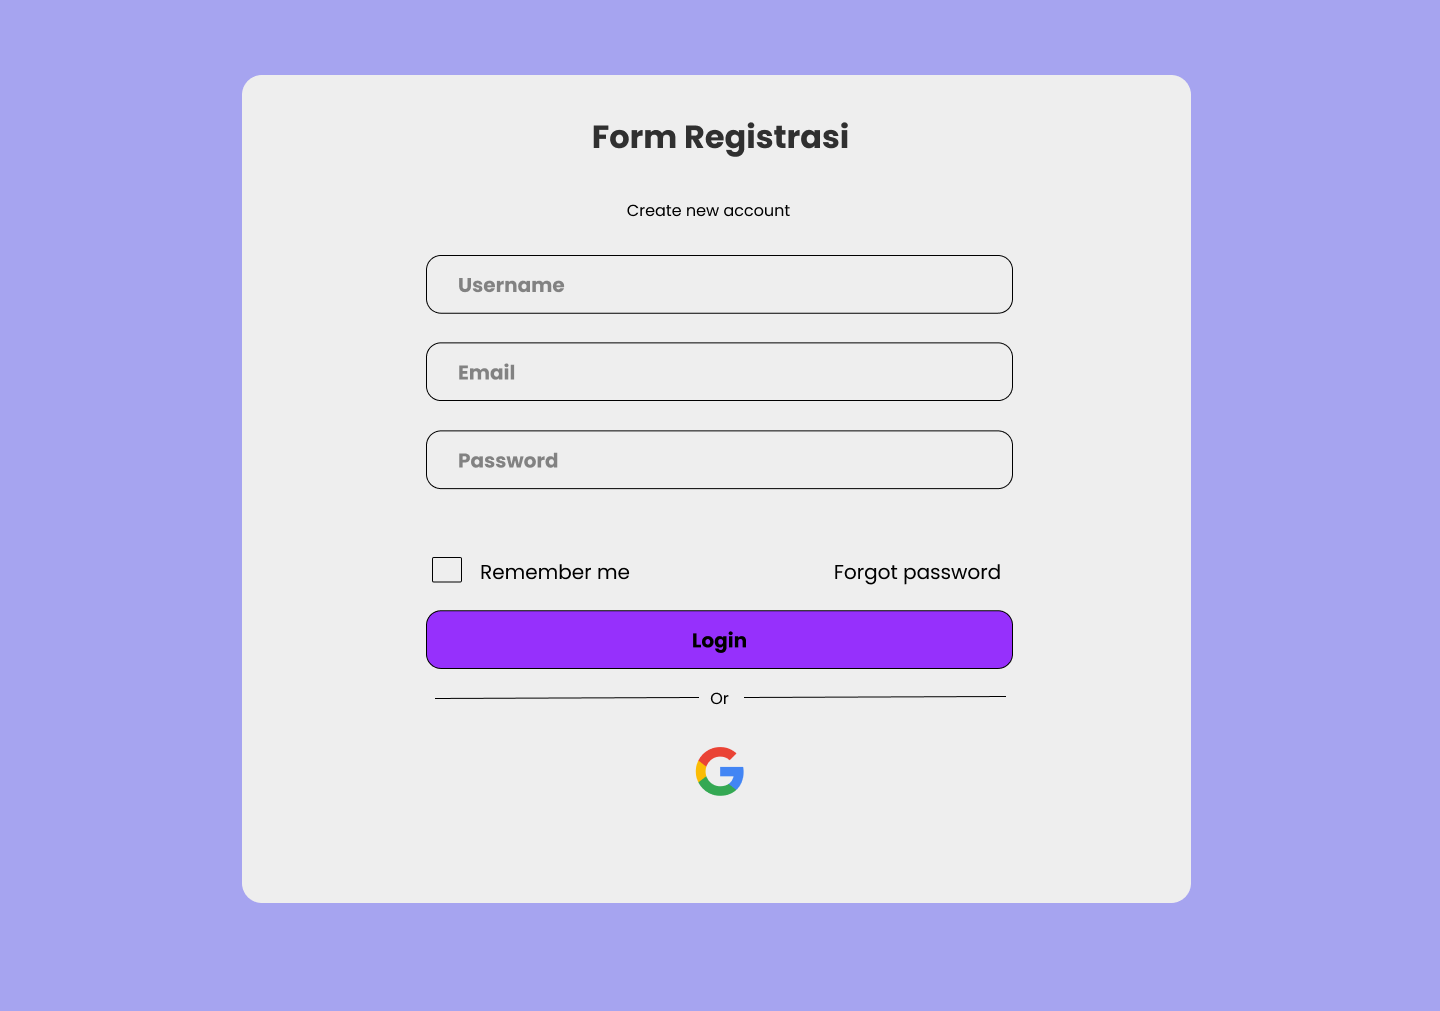 Form Registrasi
Create new account
Username
Email
Password
Remember me
Forgot password
Login
Or